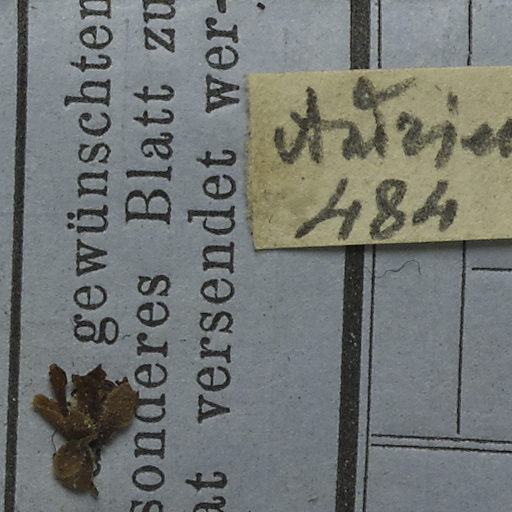 gewünschten
sonderes Blatt zu
at versendet wer-
484